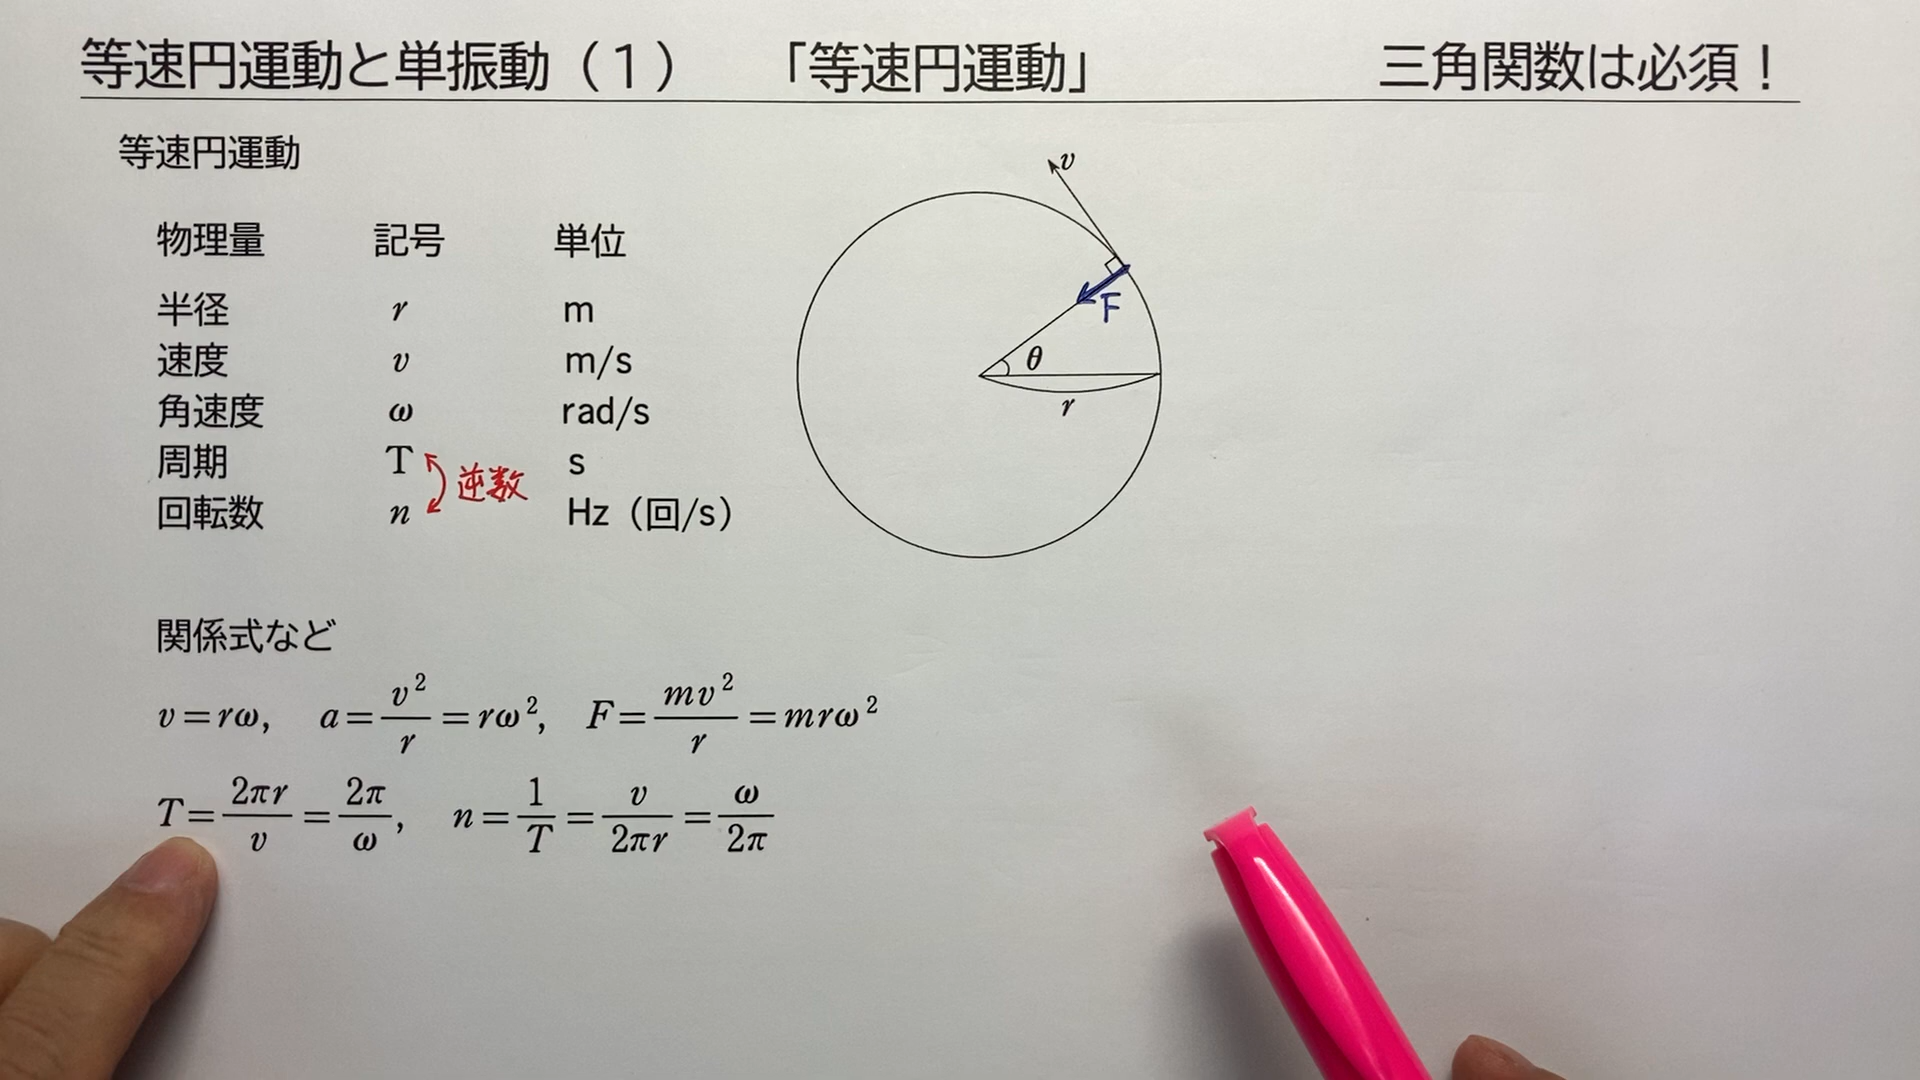 等速円運動と単振動（１）　「等速円運動」　三角関数は必須！
等速円運動
物理量　記号　単位
半径　r　m
速度　v　m/s
角速度　ω　rad/s
周期　T　s
逆数
回転数　n　Hz（回/s）
v
F
θ
r
関係式など
v=rω,　a=v²/r=rω²,　F=mv²/r=mrω²
T=2πr/v=2π/ω,　n=1/T=v/2πr=ω/2π